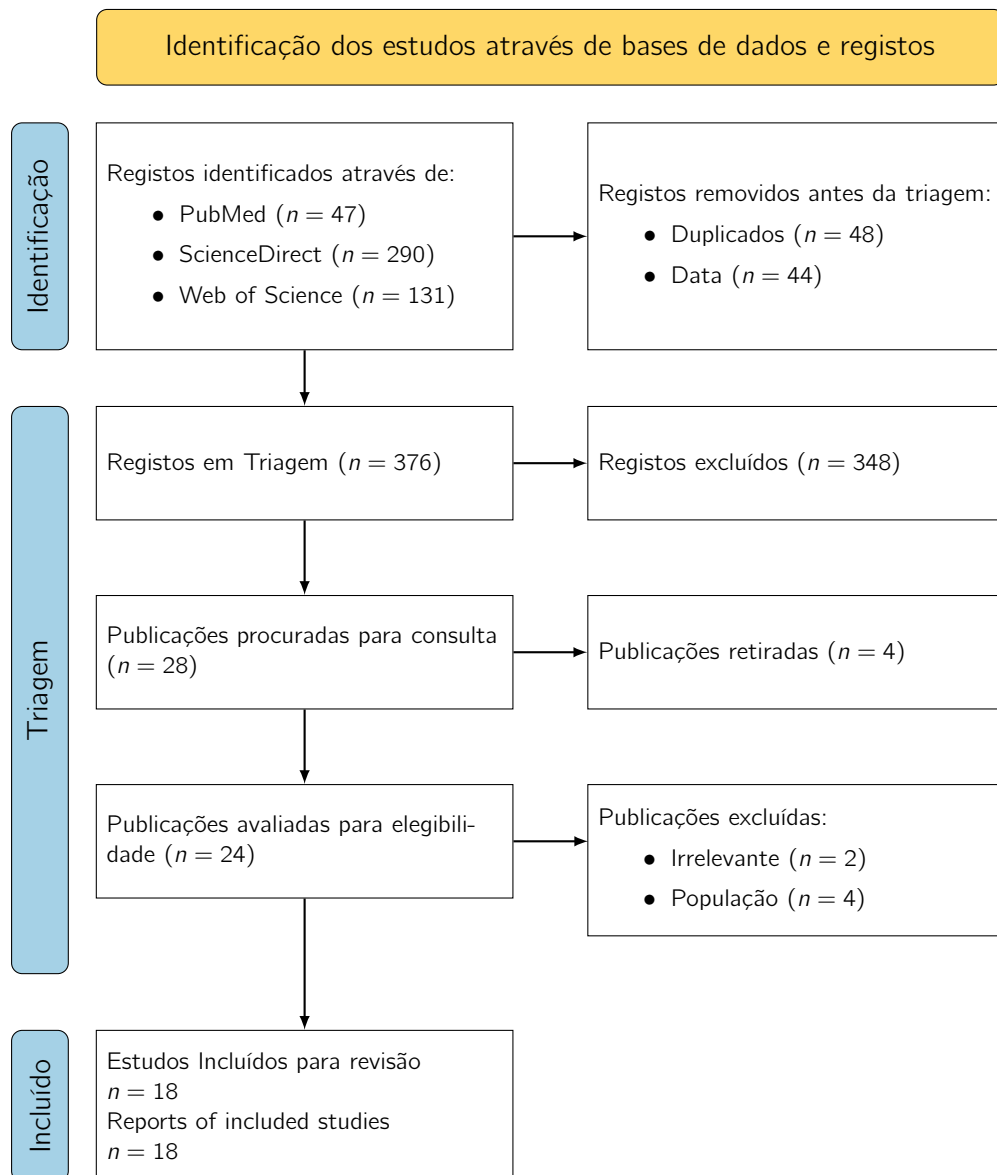 Identificação dos estudos através de bases de dados e registos
Identificação
Registos identificados através de:
• PubMed (n = 47)
• ScienceDirect (n = 290)
• Web of Science (n = 131)
Registos removidos antes da triagem:
• Duplicados (n = 48)
• Data (n = 44)
Triagem
Registos em Triagem (n = 376)
Registos excluídos (n = 348)
Publicações procuradas para consulta
(n = 28)
Publicações retiradas (n = 4)
Publicações avaliadas para elegibili-
dade (n = 24)
Publicações excluídas:
• Irrelevante (n = 2)
• População (n = 4)
Incluído
Estudos Incluídos para revisão
n = 18
Reports of included studies
n = 18